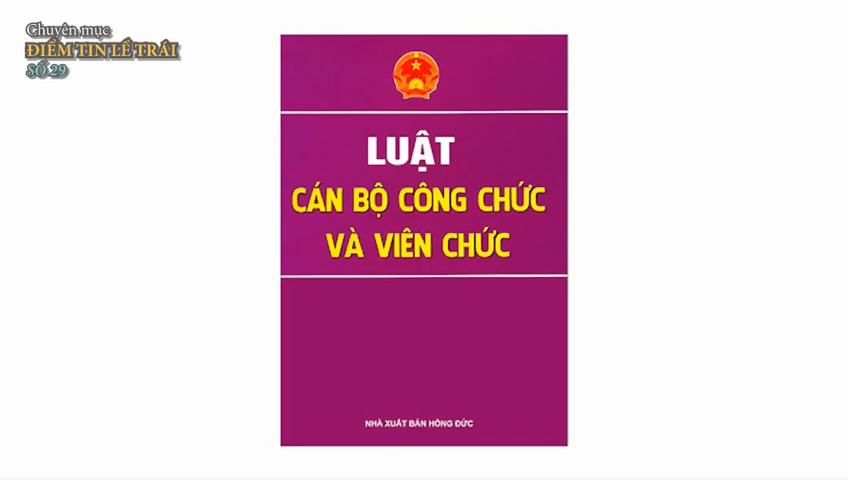 Chuyên mục
ĐIỂM TIN LỀ TRÁI
SỐ 29
LUẬT
CÁN BỘ CÔNG CHỨC
VÀ VIÊN CHỨC
NHÀ XUẤT BẢN HỒNG ĐỨC